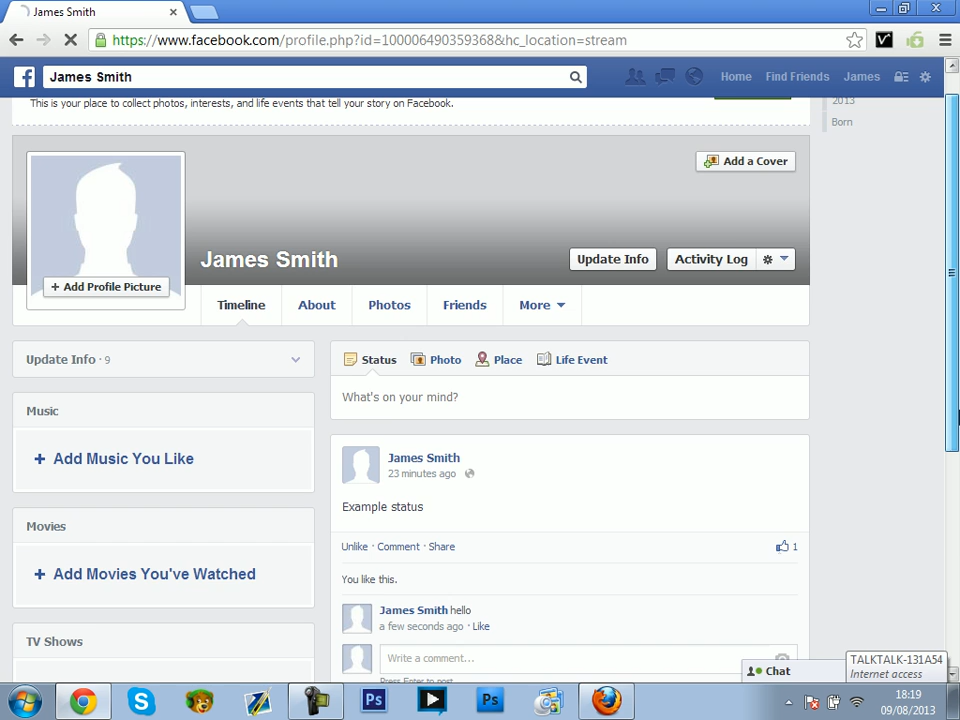 James Smith
https://www.facebook.com/profile.php?id=100006490359368&hc_location=stream
James Smith
Home Find Friends James
This is your place to collect photos, interests, and life events that tell your story on Facebook.
2013
Born
Add a Cover
James Smith
Update Info Activity Log
+ Add Profile Picture
Timeline About Photos Friends More
Update Info · 9
Status Photo Place Life Event
What's on your mind?
Music
+ Add Music You Like
James Smith
23 minutes ago
Example status
Movies
Unlike · Comment · Share 1
+ Add Movies You've Watched
You like this.
James Smith hello
a few seconds ago · Like
TV Shows
Write a comment...
Press Enter to post.
Chat
TALKTALK-131A54
Internet access
18:19
09/08/2013